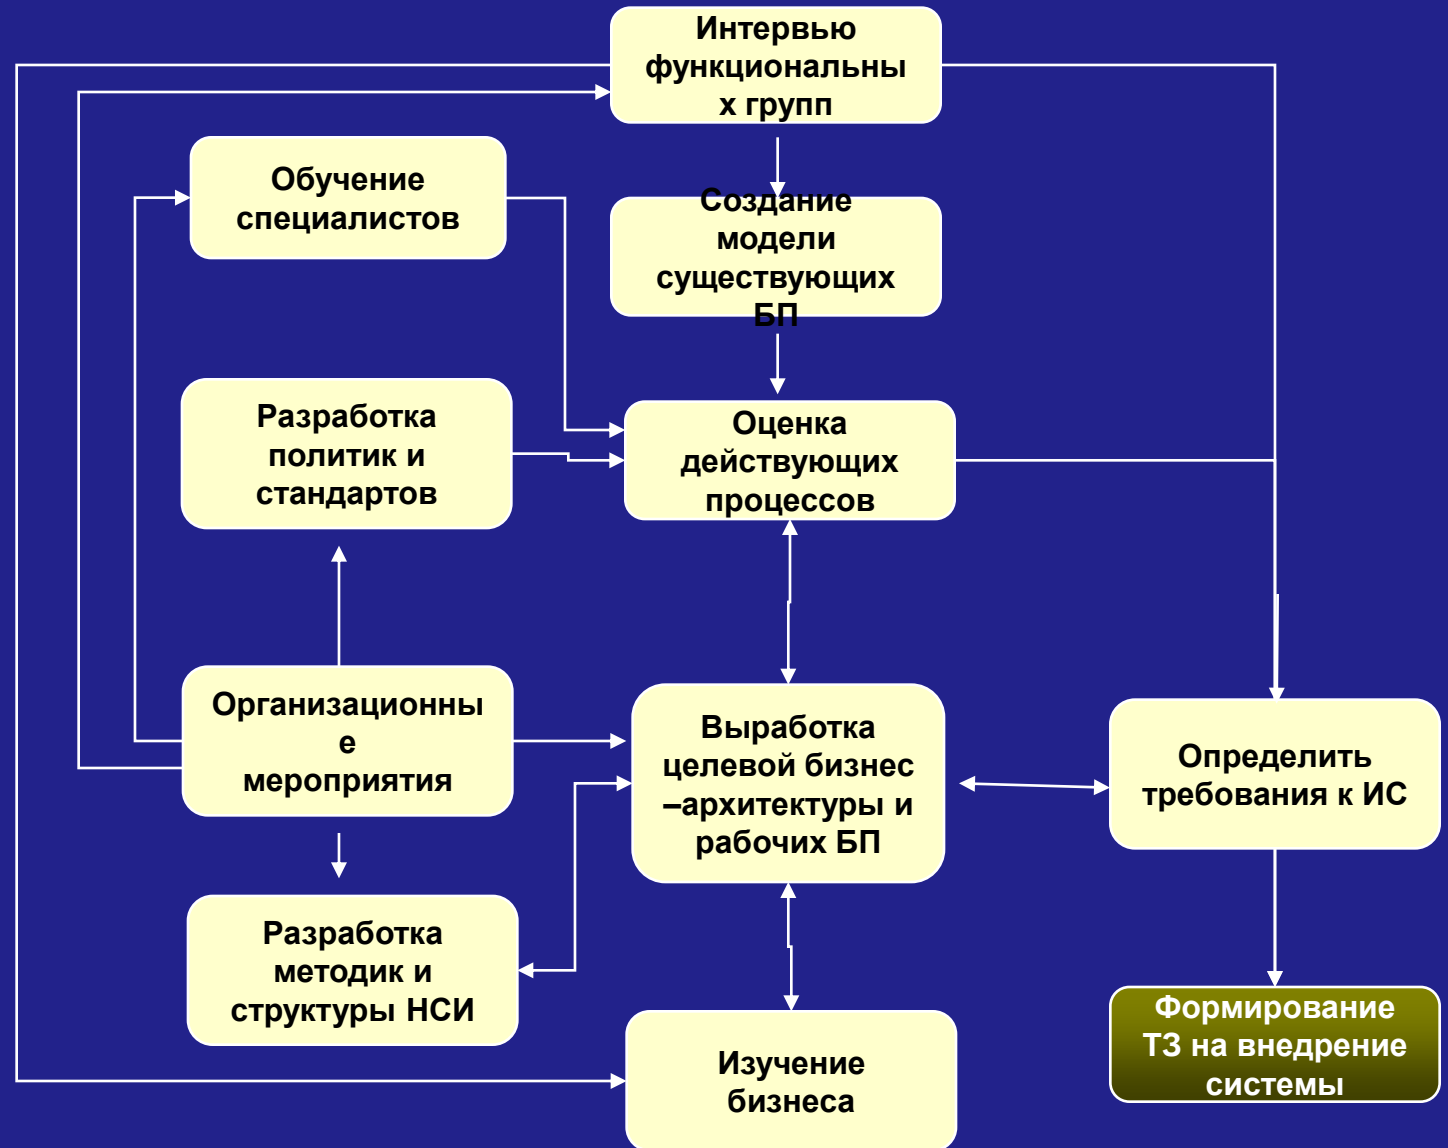 Интервью
функциональны
х групп
Обучение
специалистов
Создание
модели
существующих
БП
Разработка
политик и
стандартов
Оценка
действующих
процессов
Организационны
е
мероприятия
Выработка
целевой бизнес
–архитектуры и
рабочих БП
Определить
требования к ИС
Разработка
методик и
структуры НСИ
Изучение
бизнеса
Формирование
ТЗ на внедрение
системы